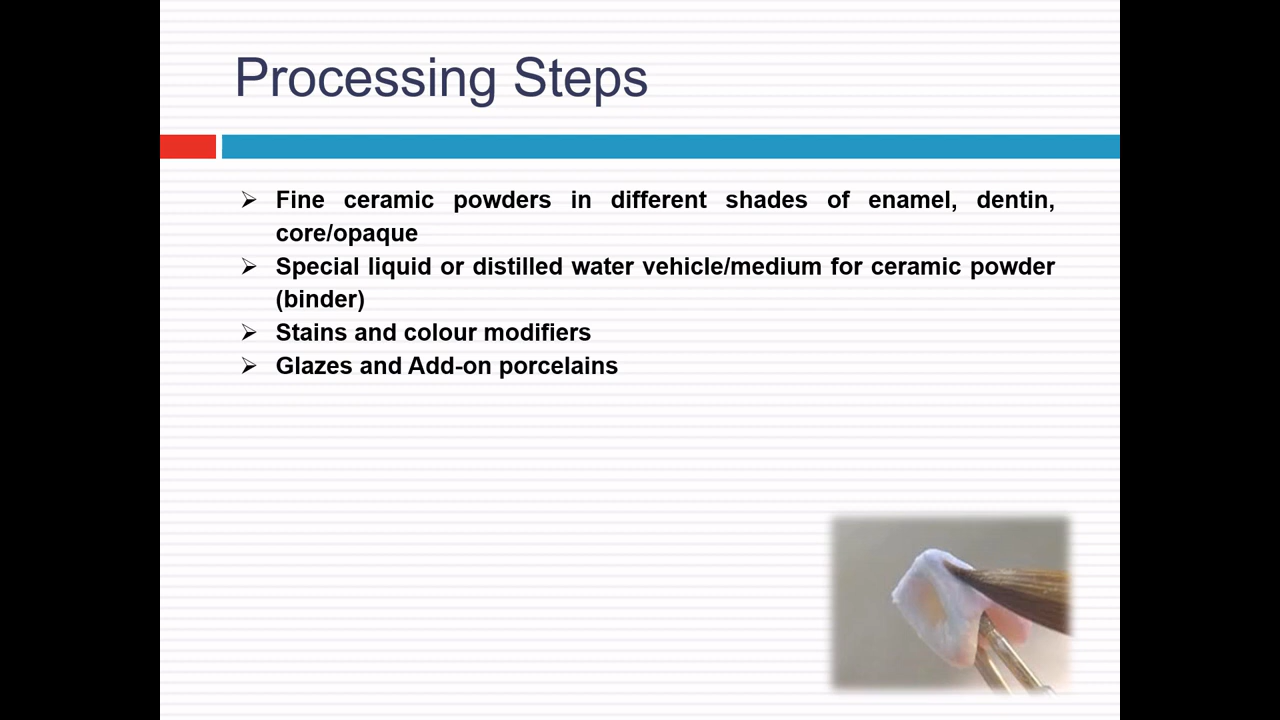 Processing Steps
Fine ceramic powders in different shades of enamel, dentin,
core/opaque
Special liquid or distilled water vehicle/medium for ceramic powder
(binder)
Stains and colour modifiers
Glazes and Add-on porcelains